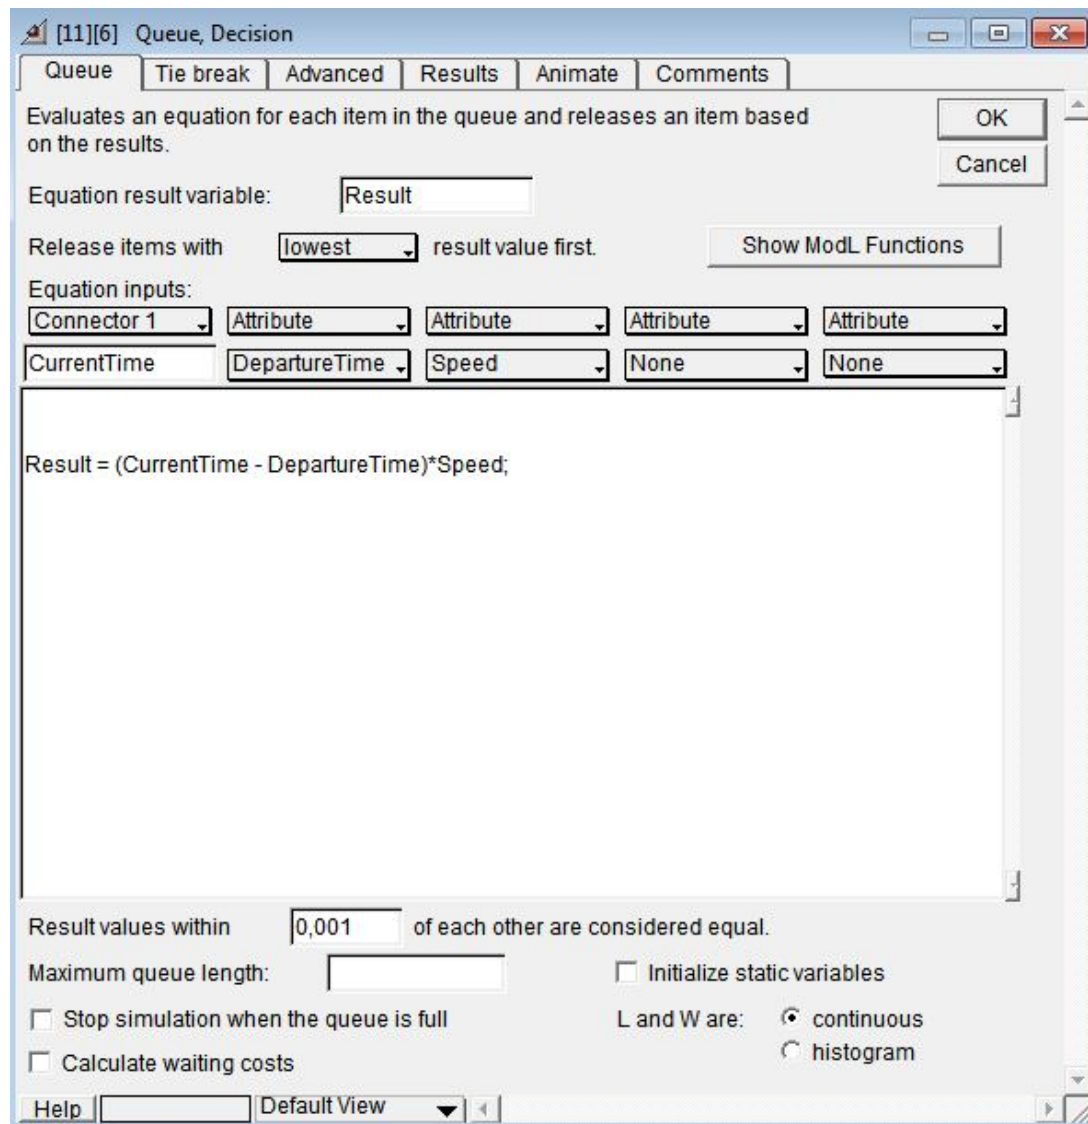 [11][6] Queue, Decision
Queue Tie break Advanced Results Animate Comments
Evaluates an equation for each item in the queue and releases an item based
on the results.
OK
Cancel
Equation result variable: Result
Release items with lowest result value first. Show ModL Functions
Equation inputs:
Connector 1 Attribute Attribute Attribute Attribute
CurrentTime DepartureTime Speed None None
Result = (CurrentTime - DepartureTime)*Speed;
Result values within 0,001 of each other are considered equal.
Maximum queue length: Initialize static variables
Stop simulation when the queue is full L and W are: continuous
histogram
Calculate waiting costs
Help Default View